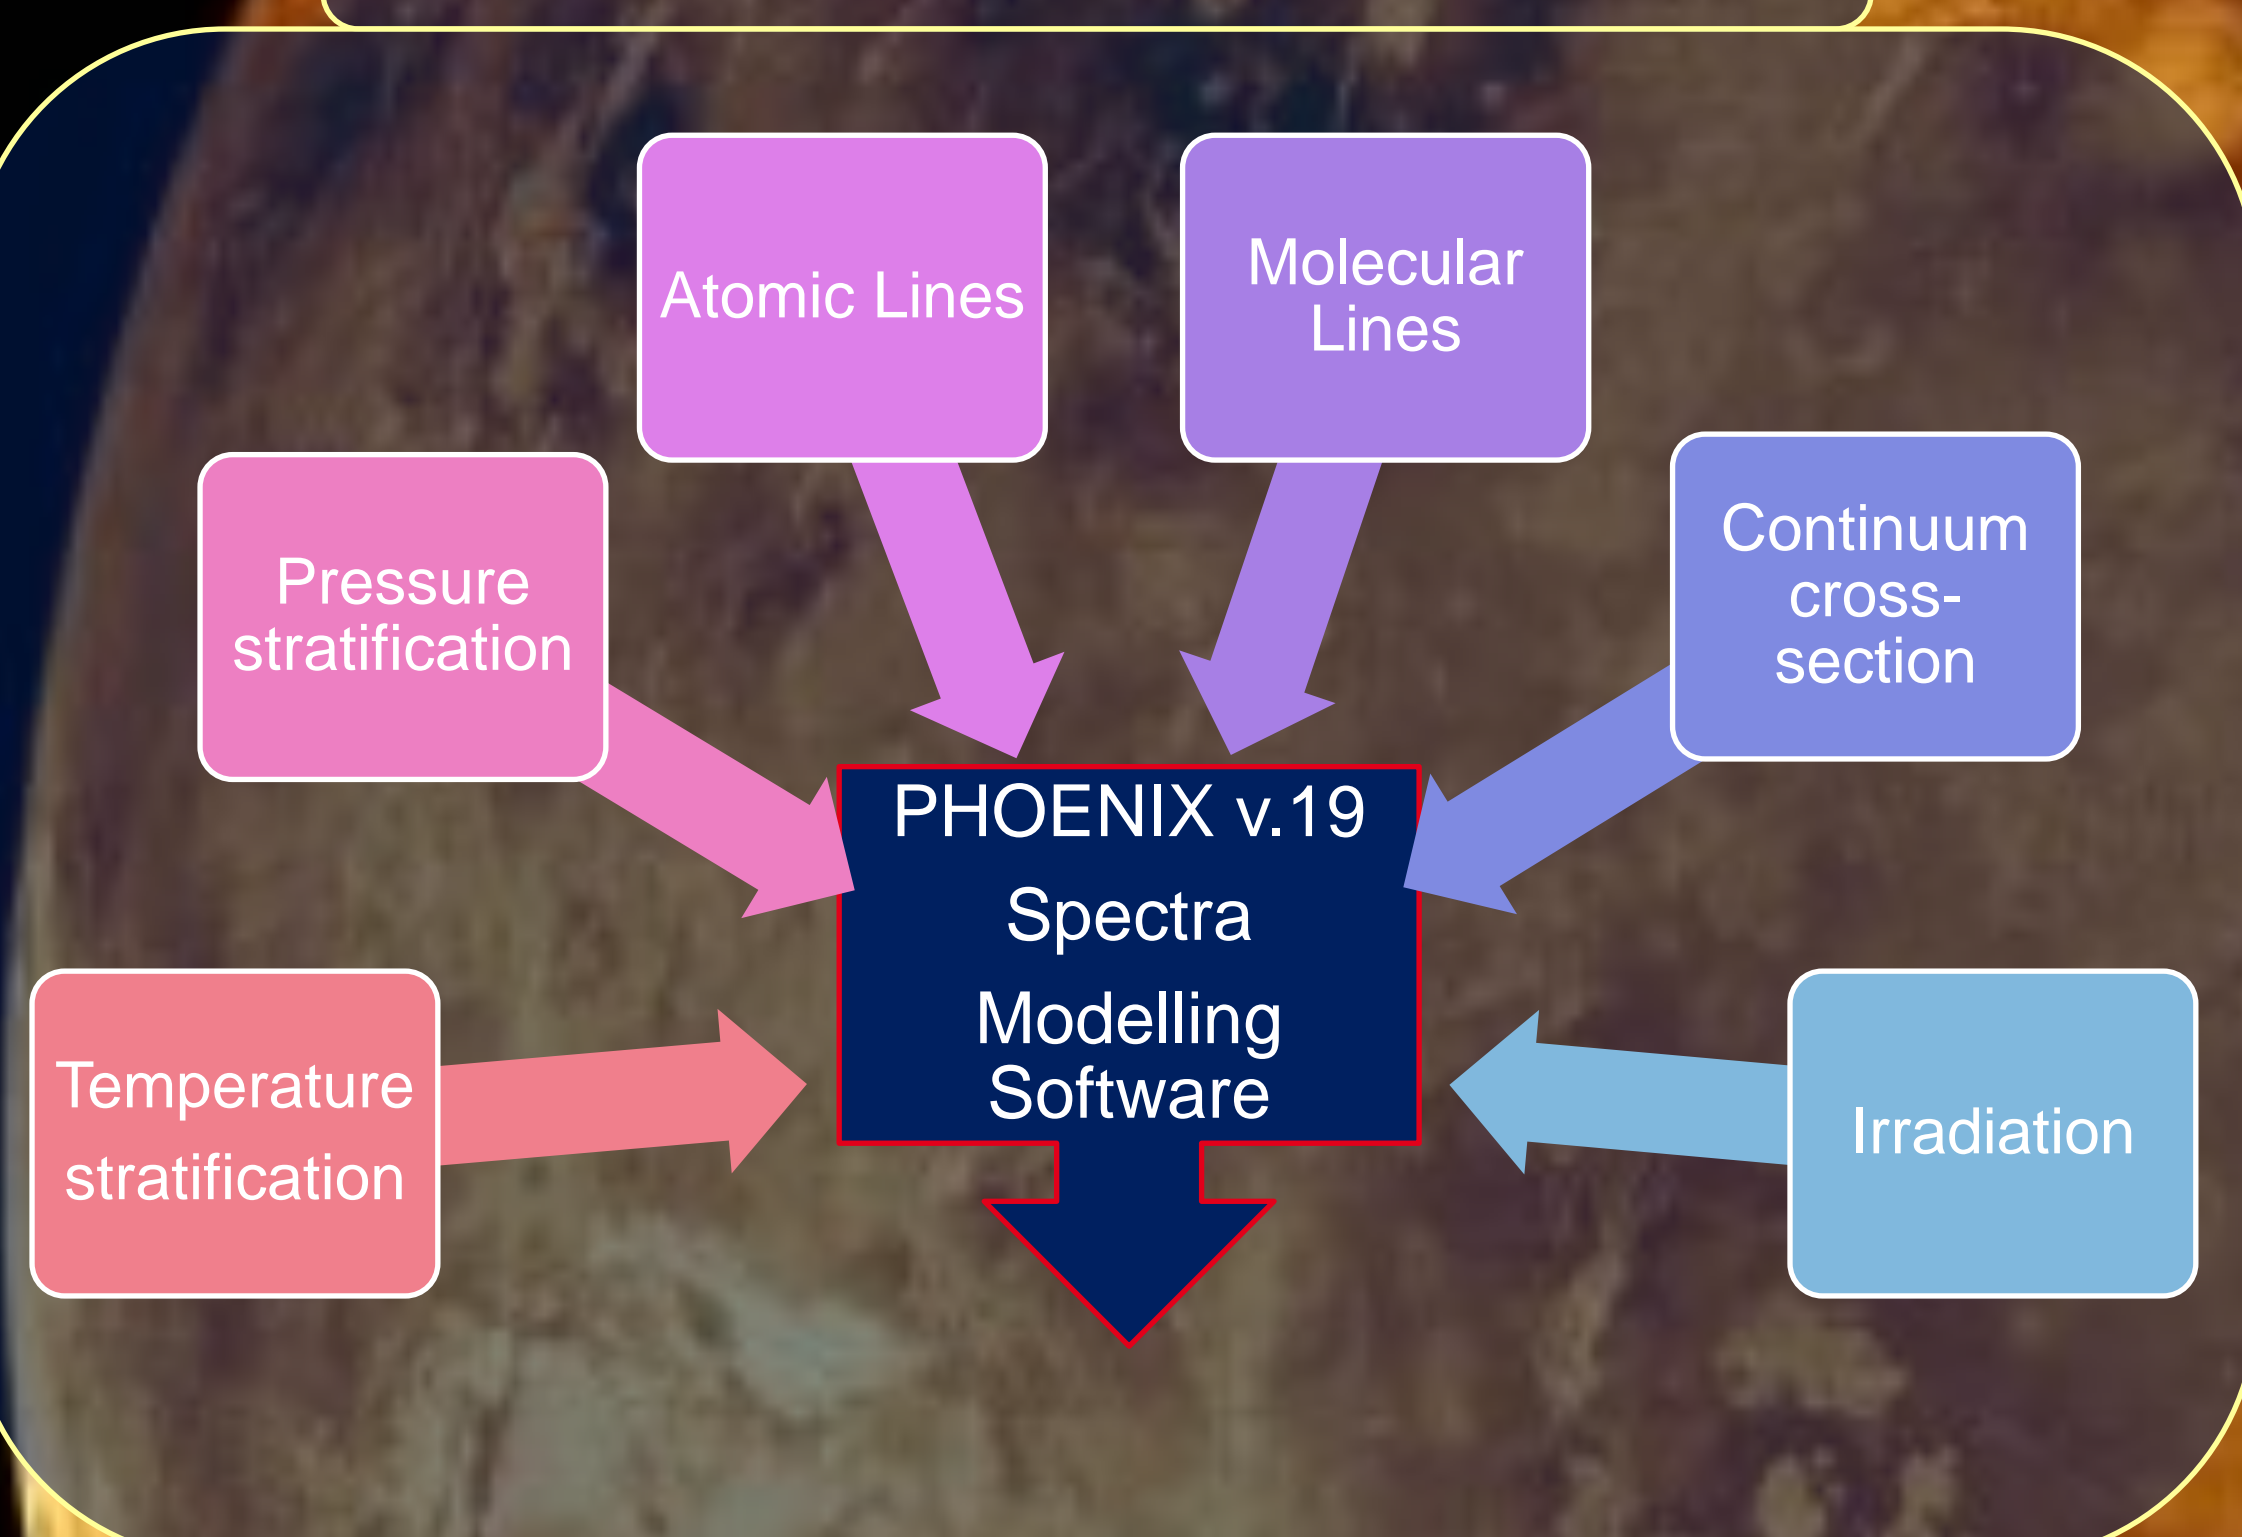 Atomic Lines
Molecular
Lines
Pressure
stratification
Continuum
cross-
section
PHOENIX v.19
Spectra
Modelling
Software
Temperature
stratification
Irradiation